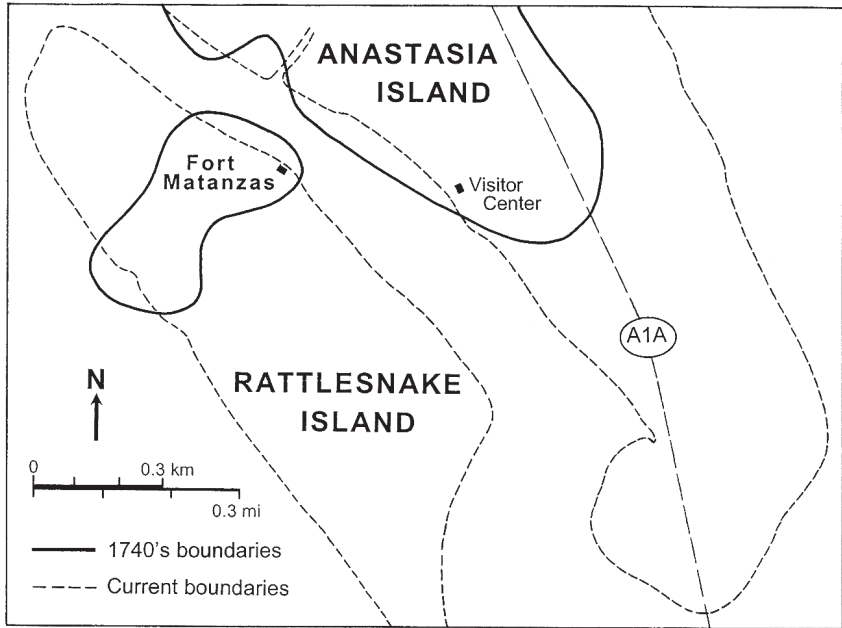 ANASTASIA
ISLAND
Fort
Matanzas
Visitor
Center
A1A
RATTLESNAKE
ISLAND
N
0 0.3 km
0.3 mi
1740's boundaries
Current boundaries